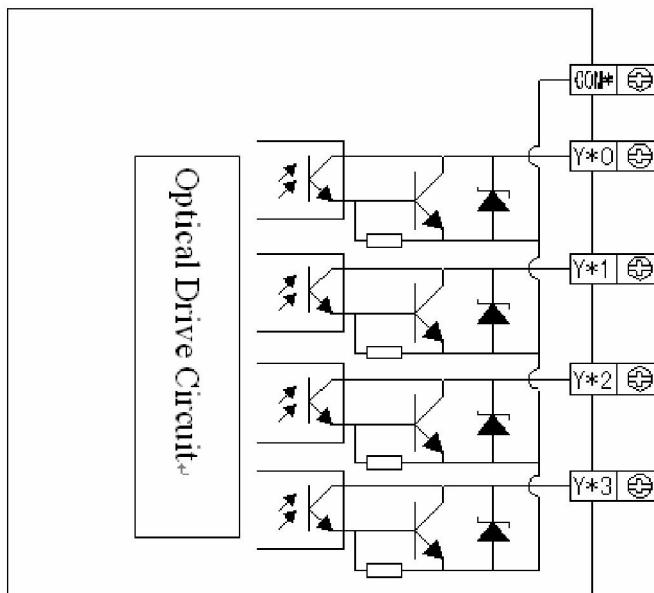 COM*
Y*0
Optical Drive Circuit↵
Y*1
Y*2
Y*3